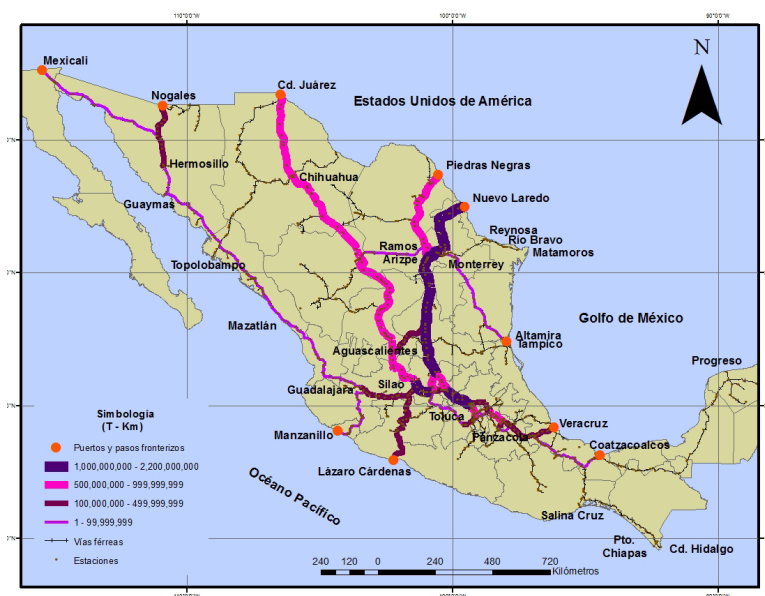 110°0'0"W
100°0'0"W
90°0'0"W
Mexicali
N
Nogales
Cd. Juárez
Estados Unidos de América
Hermosillo
Chihuahua
Piedras Negras
Nuevo Laredo
Guaymas
Reynosa
Río Bravo
Matamoros
Ramos
Arizpe
Monterrey
Topolobampo
Golfo de México
Mazatlán
Altamira
Tampico
Aguascalientes
Progreso
Guadalajara
Silao
Toluca
Veracruz
Panzacola
Coatzacoalcos
Manzanillo
Lázaro Cárdenas
Océano Pacífico
Salina Cruz
Pto.
Chiapas
Cd. Hidalgo
Simbología
(T - Km)
Puertos y pasos fronterizos
1,000,000,000 - 2,200,000,000
500,000,000 - 999,999,999
100,000,000 - 499,999,999
1 - 99,999,999
Vías férreas
Estaciones
240 120 0 240 480 720
Kilómetros